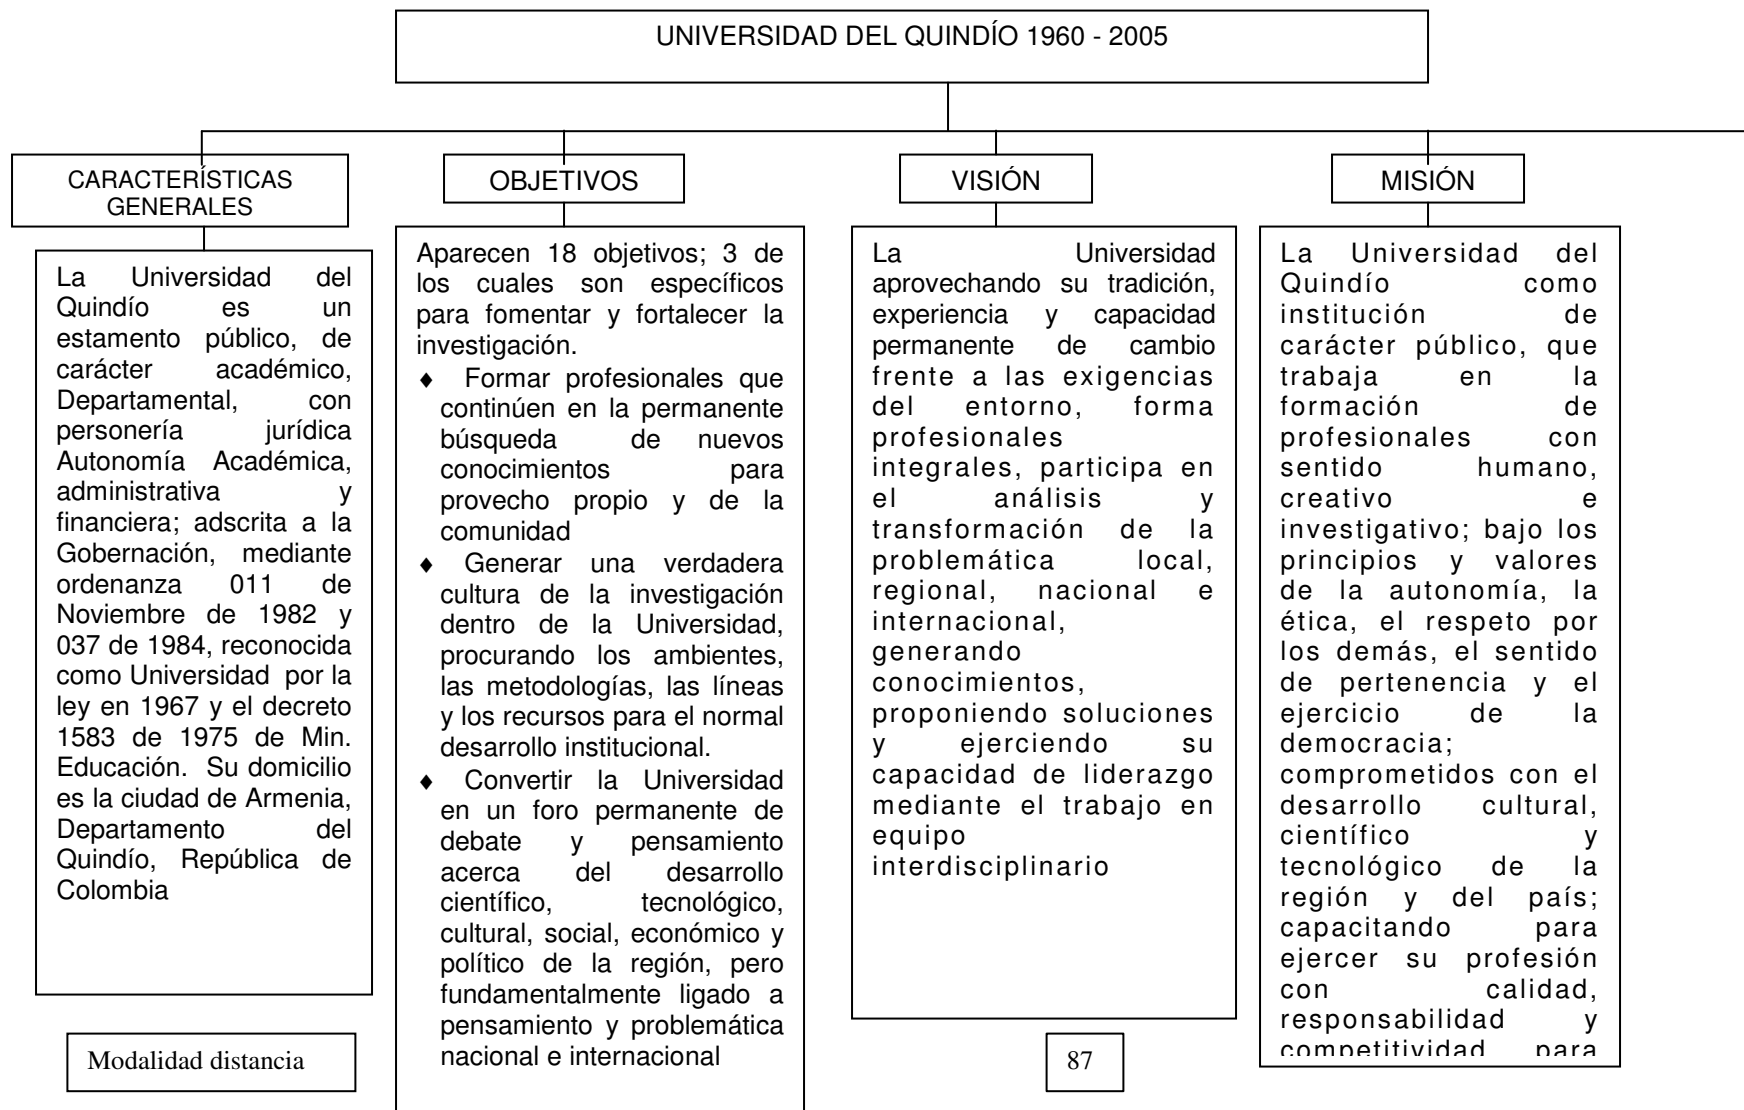 UNIVERSIDAD DEL QUINDÍO 1960 - 2005
CARACTERÍSTICAS
GENERALES
La Universidad del
Quindío es un
estamento público, de
carácter académico,
Departamental, con
personería jurídica
Autonomía Académica,
administrativa y
financiera; adscrita a la
Gobernación, mediante
ordenanza 011 de
Noviembre de 1982 y
037 de 1984, reconocida
como Universidad por la
ley en 1967 y el decreto
1583 de 1975 de Min.
Educación. Su domicilio
es la ciudad de Armenia,
Departamento del
Quindío, República de
Colombia
OBJETIVOS
Aparecen 18 objetivos; 3 de
los cuales son específicos
para fomentar y fortalecer la
investigación.
♦ Formar profesionales que
continúen en la permanente
búsqueda de nuevos
conocimientos para
provecho propio y de la
comunidad
♦ Generar una verdadera
cultura de la investigación
dentro de la Universidad,
procurando los ambientes,
las metodologías, las líneas
y los recursos para el normal
desarrollo institucional.
♦ Convertir la Universidad
en un foro permanente de
debate y pensamiento
acerca del desarrollo
científico, tecnológico,
cultural, social, económico y
político de la región, pero
fundamentalmente ligado a
pensamiento y problemática
nacional e internacional
VISIÓN
La Universidad
aprovechando su tradición,
experiencia y capacidad
permanente de cambio
frente a las exigencias
del entorno, forma
profesionales
integrales, participa en
el análisis y
transformación de la
problemática local,
regional, nacional e
internacional,
generando
conocimientos,
proponiendo soluciones
y ejerciendo su
capacidad de liderazgo
mediante el trabajo en
equipo
interdisciplinario
MISIÓN
La Universidad del
Quindío como
institución de
carácter público, que
trabaja en la
formación de
profesionales con
sentido humano,
creativo e
investigativo; bajo los
principios y valores
de la autonomía, la
ética, el respeto por
los demás, el sentido
de pertenencia y el
ejercicio de la
democracia;
comprometidos con el
desarrollo cultural,
científico y
tecnológico de la
región y del país;
capacitando para
ejercer su profesión
con calidad,
responsabilidad y
competitividad para
Modalidad distancia
87